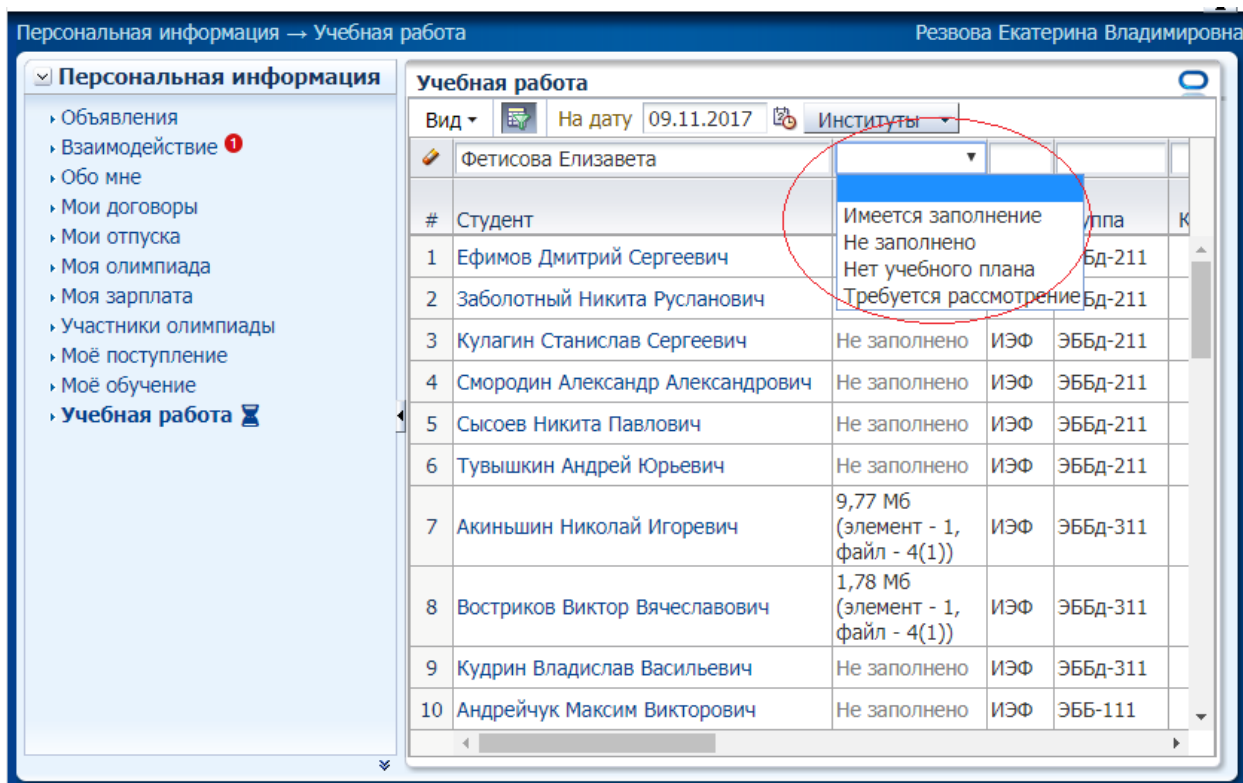 Персональная информация → Учебная работа
Резвова Екатерина Владимировна
Персональная информация
Объявления
Взаимодействие 1
Обо мне
Мои договоры
Мои отпуска
Моя олимпиада
Моя зарплата
Участники олимпиады
Моё поступление
Моё обучение
Учебная работа
Учебная работа
Вид На дату 09.11.2017 Институты
Фетисова Елизавета
Имеется заполнение
Не заполнено
Нет учебного плана
Требуется рассмотрение
# Студент
1 Ефимов Дмитрий Сергеевич
2 Заболотный Никита Русланович
3 Кулагин Станислав Сергеевич Не заполнено ИЭФ ЭББд-211
4 Смородин Александр Александрович Не заполнено ИЭФ ЭББд-211
5 Сысоев Никита Павлович Не заполнено ИЭФ ЭББд-211
6 Тувышкин Андрей Юрьевич Не заполнено ИЭФ ЭББд-211
7 Акиньшин Николай Игоревич 9,77 Мб (элемент - 1, файл - 4(1)) ИЭФ ЭББд-311
8 Востриков Виктор Вячеславович 1,78 Мб (элемент - 1, файл - 4(1)) ИЭФ ЭББд-311
9 Кудрин Владислав Васильевич Не заполнено ИЭФ ЭББд-311
10 Андрейчук Максим Викторович Не заполнено ИЭФ ЭББ-111